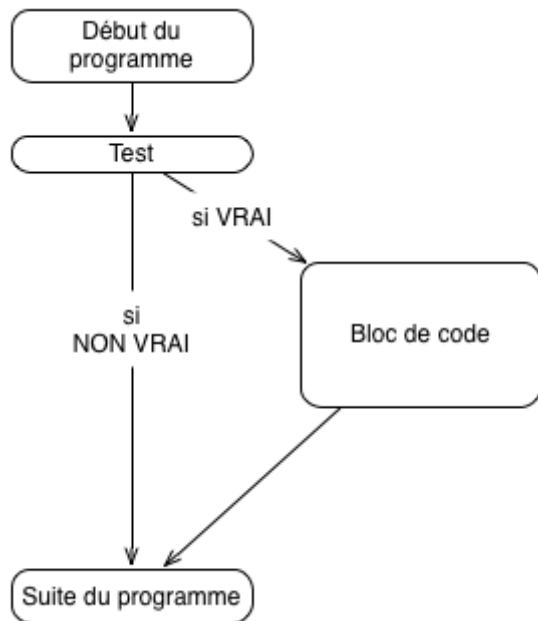 Début du
programme
Test
si VRAI
si
NON VRAI
Bloc de code
Suite du programme